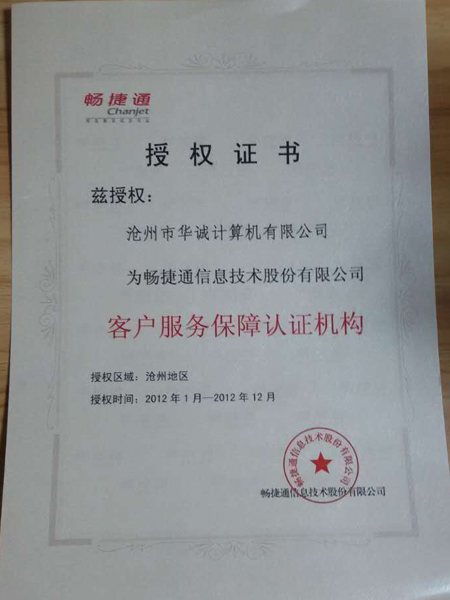 畅捷通
Chanjet
授权证书
兹授权：
沧州市华诚计算机有限公司
为畅捷通信息技术股份有限公司
客户服务保障认证机构
授权区域：沧州地区
授权时间：2012年1月—2012年12月
畅捷通信息技术股份有限公司
畅捷通信息技术股份有限公司